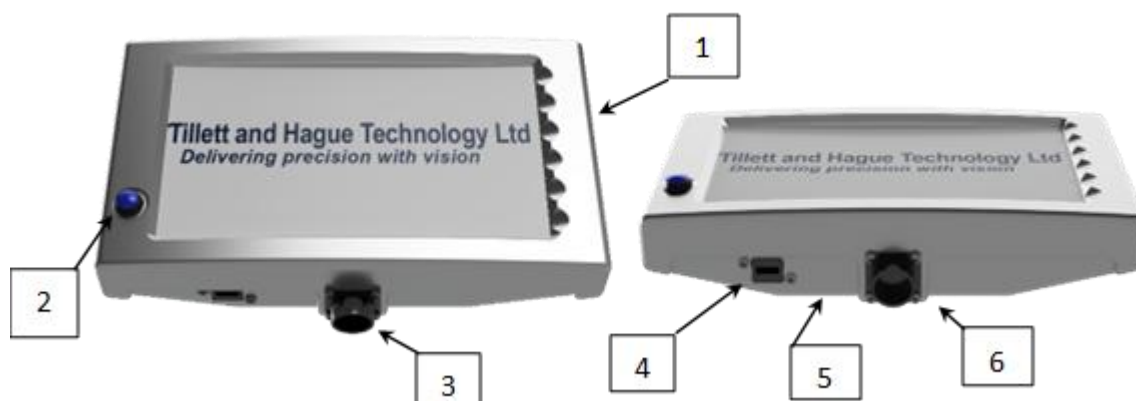 1
Tillett and Hague Technology Ltd
Delivering precision with vision
Tillett and Hague Technology Ltd
Delivering precision with vision
2
3
4
5
6